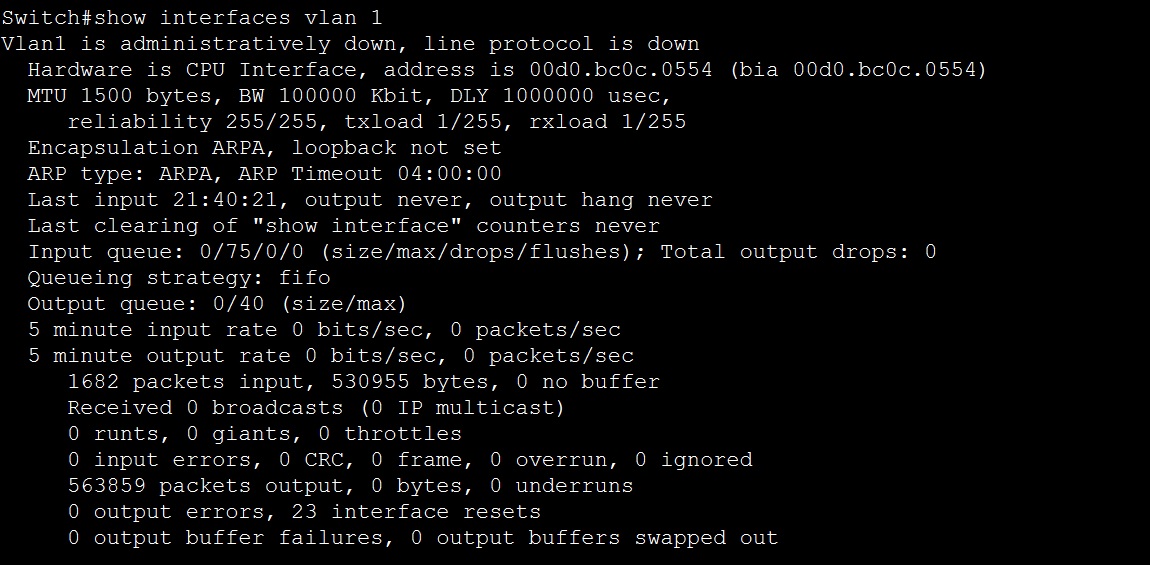 Switch#show interfaces vlan 1
Vlan1 is administratively down, line protocol is down
Hardware is CPU Interface, address is 00d0.bc0c.0554 (bia 00d0.bc0c.0554)
MTU 1500 bytes, BW 100000 Kbit, DLY 1000000 usec,
reliability 255/255, txload 1/255, rxload 1/255
Encapsulation ARPA, loopback not set
ARP type: ARPA, ARP Timeout 04:00:00
Last input 21:40:21, output never, output hang never
Last clearing of "show interface" counters never
Input queue: 0/75/0/0 (size/max/drops/flushes); Total output drops: 0
Queueing strategy: fifo
Output queue: 0/40 (size/max)
5 minute input rate 0 bits/sec, 0 packets/sec
5 minute output rate 0 bits/sec, 0 packets/sec
1682 packets input, 530955 bytes, 0 no buffer
Received 0 broadcasts (0 IP multicast)
0 runts, 0 giants, 0 throttles
0 input errors, 0 CRC, 0 frame, 0 overrun, 0 ignored
563859 packets output, 0 bytes, 0 underruns
0 output errors, 23 interface resets
0 output buffer failures, 0 output buffers swapped out